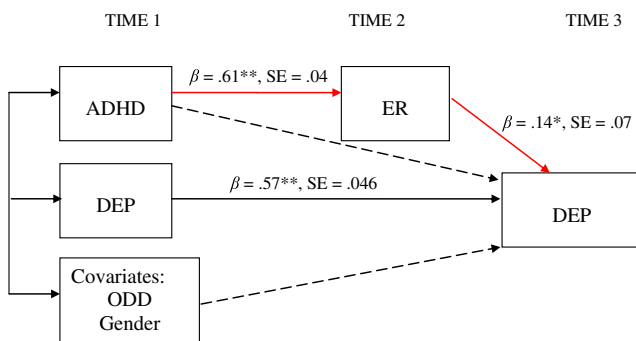 TIME 1
TIME 2
TIME 3
β = .61**, SE = .04
ADHD
ER
β = .14*, SE = .07
β = .57**, SE = .046
DEP
DEP
Covariates:
ODD
Gender